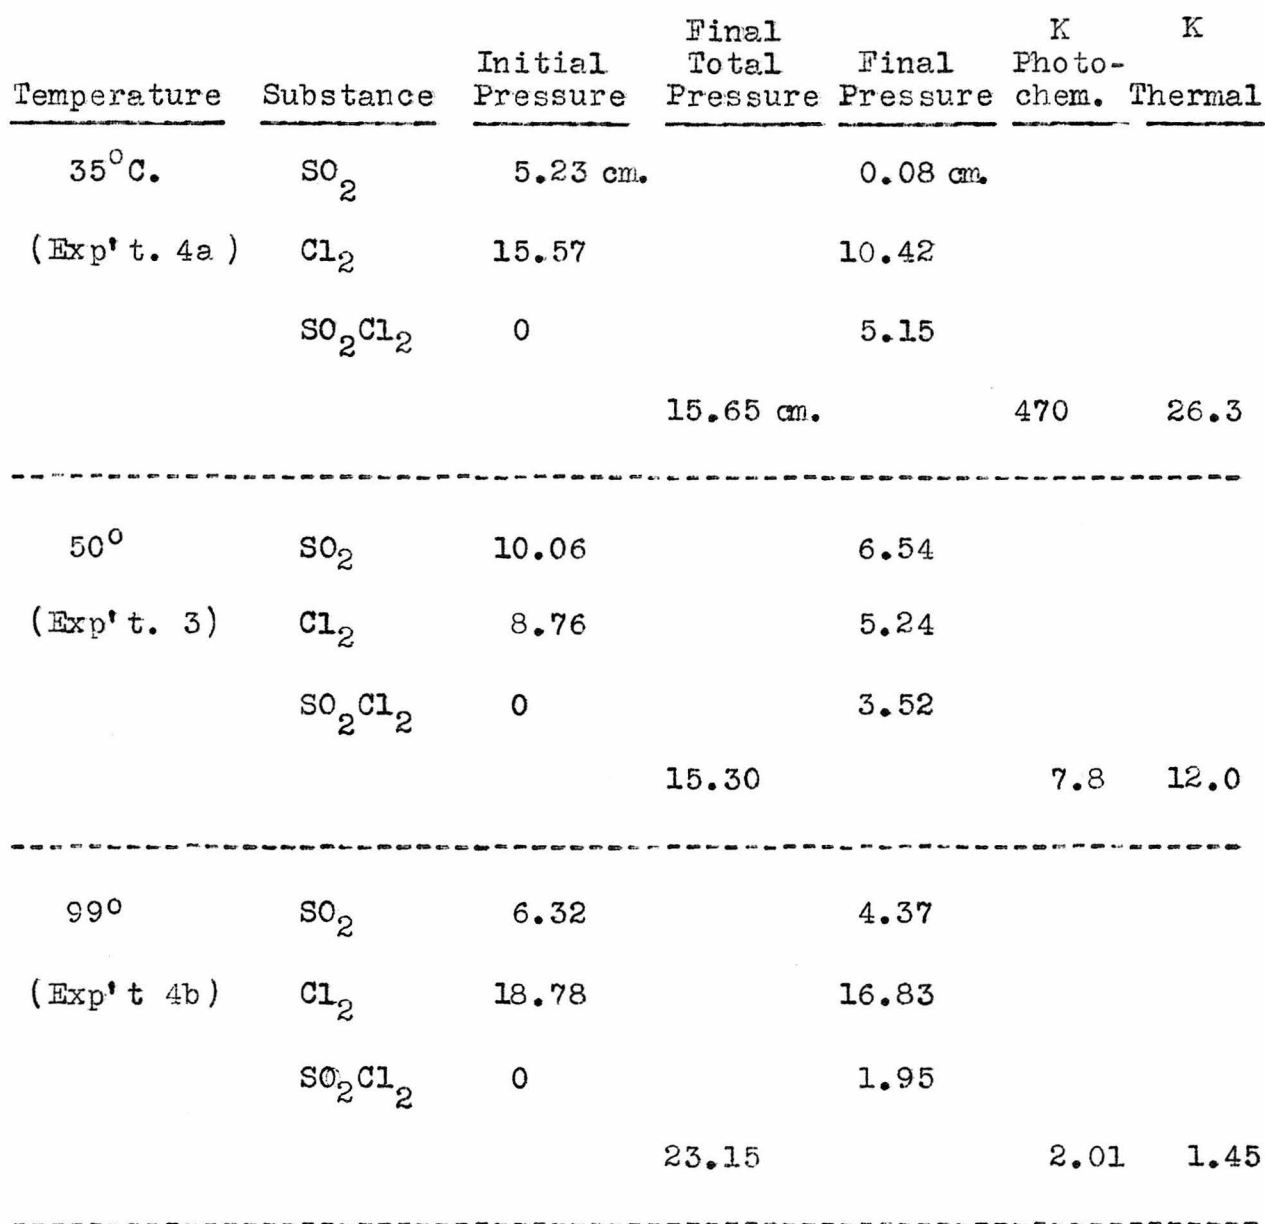 Final K K
Initial Total Final Photo-
Temperature Substance Pressure Pressure Pressure chem. Thermal
35°C. SO2 5.23 cm. 0.08 cm.
(Exp't. 4a) Cl2 15.57 10.42
SO2Cl2 0 5.15
15.65 cm. 470 26.3
50° SO2 10.06 6.54
(Exp't. 3) Cl2 8.76 5.24
SO2Cl2 0 3.52
15.30 7.8 12.0
99° SO2 6.32 4.37
(Exp't 4b) Cl2 18.78 16.83
SO2Cl2 0 1.95
23.15 2.01 1.45